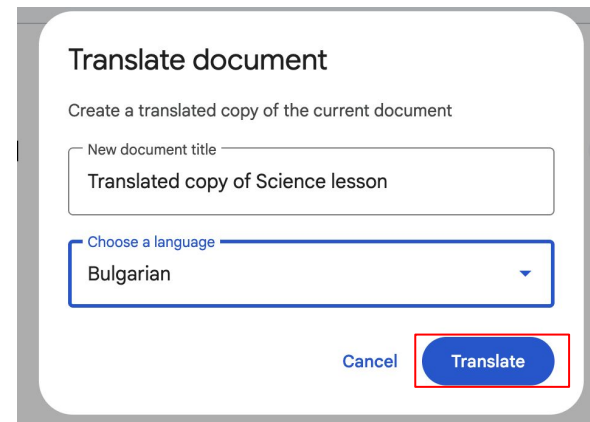 Translate document
Create a translated copy of the current document
New document title
Translated copy of Science lesson
Choose a language
Bulgarian
Cancel Translate